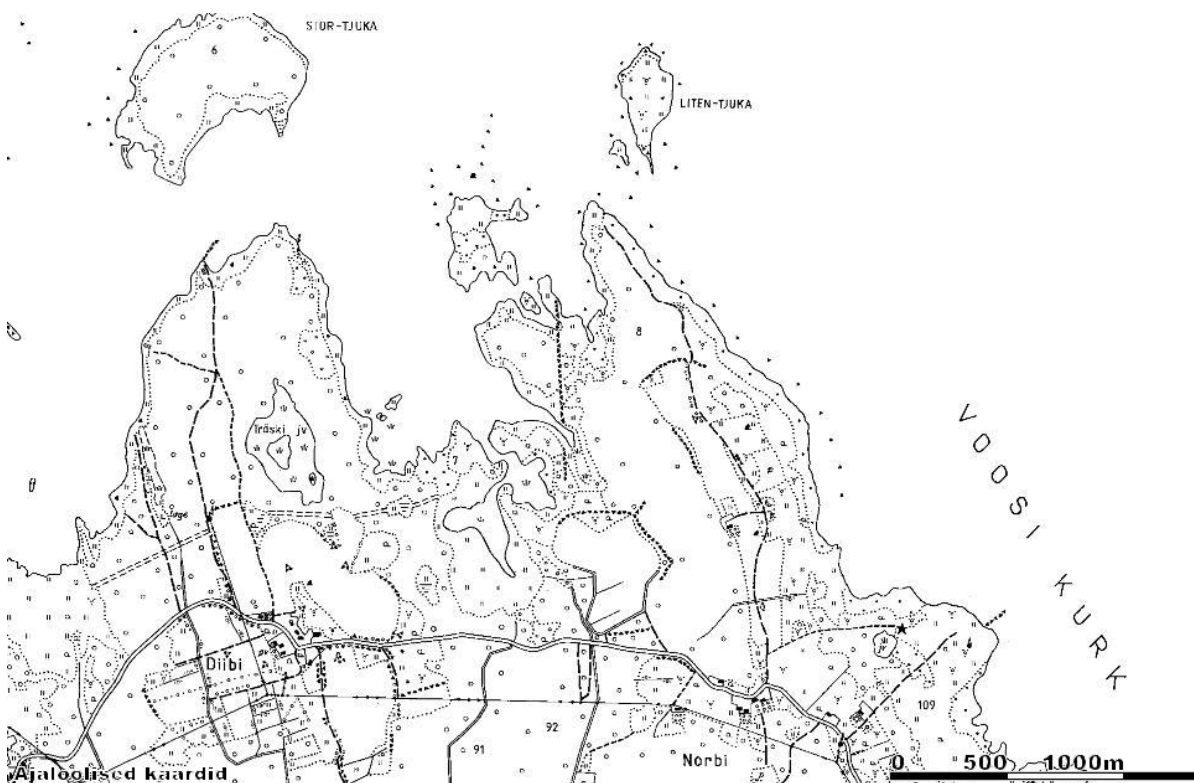 STOR-TJUKA
6
LITEN-TJUKA
8
Träski jv
7
VOOSI KURK
Diibi
109
92
91
Norbi
0 500 1000m
Ajaloolised kaardid